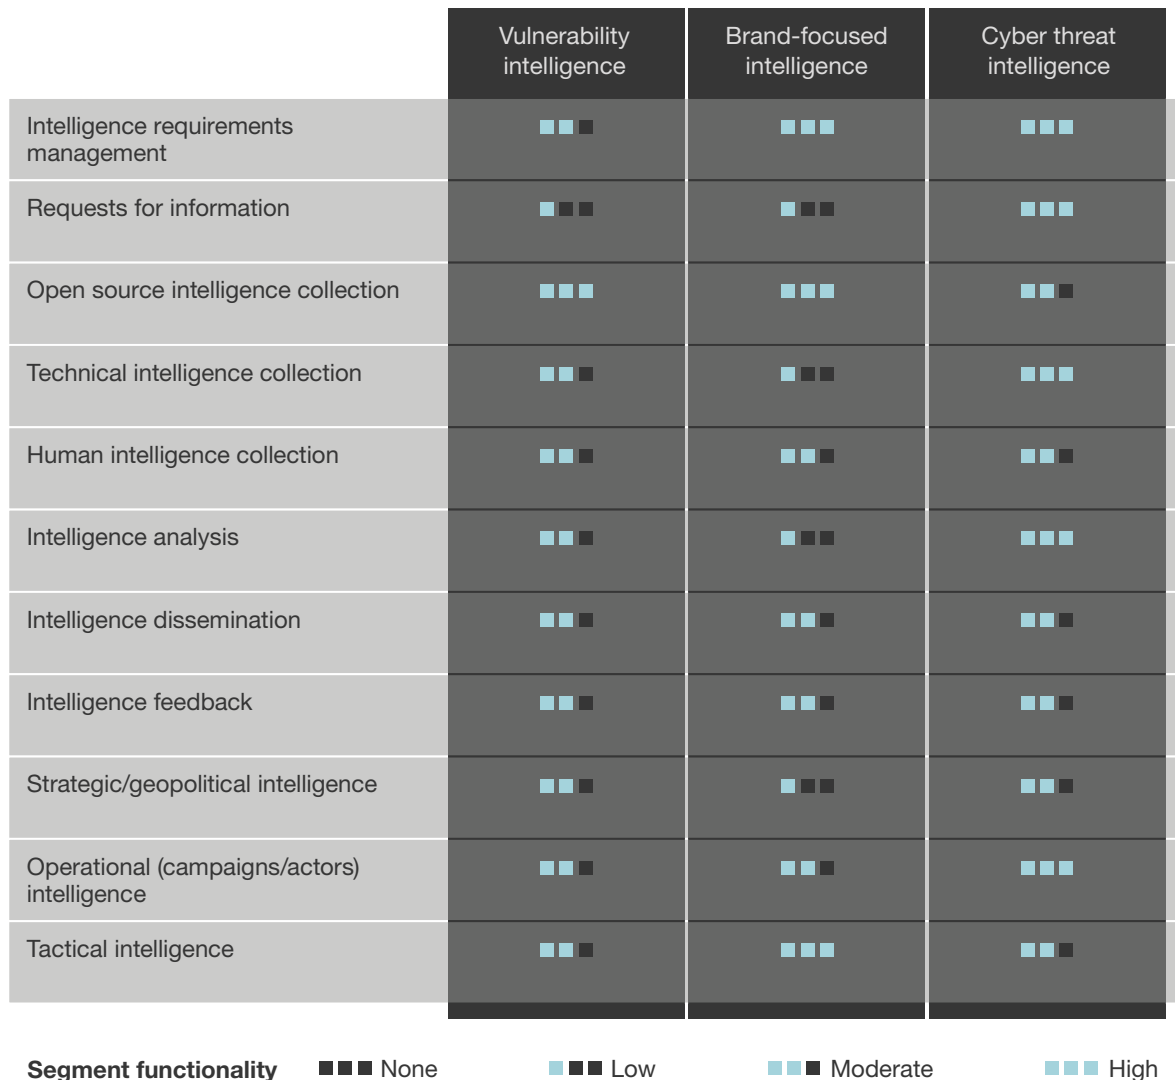 Vulnerability
intelligence
Brand-focused
intelligence
Cyber threat
intelligence
Intelligence requirements
management
Requests for information
Open source intelligence collection
Technical intelligence collection
Human intelligence collection
Intelligence analysis
Intelligence dissemination
Intelligence feedback
Strategic/geopolitical intelligence
Operational (campaigns/actors)
intelligence
Tactical intelligence
Segment functionality None Low Moderate High